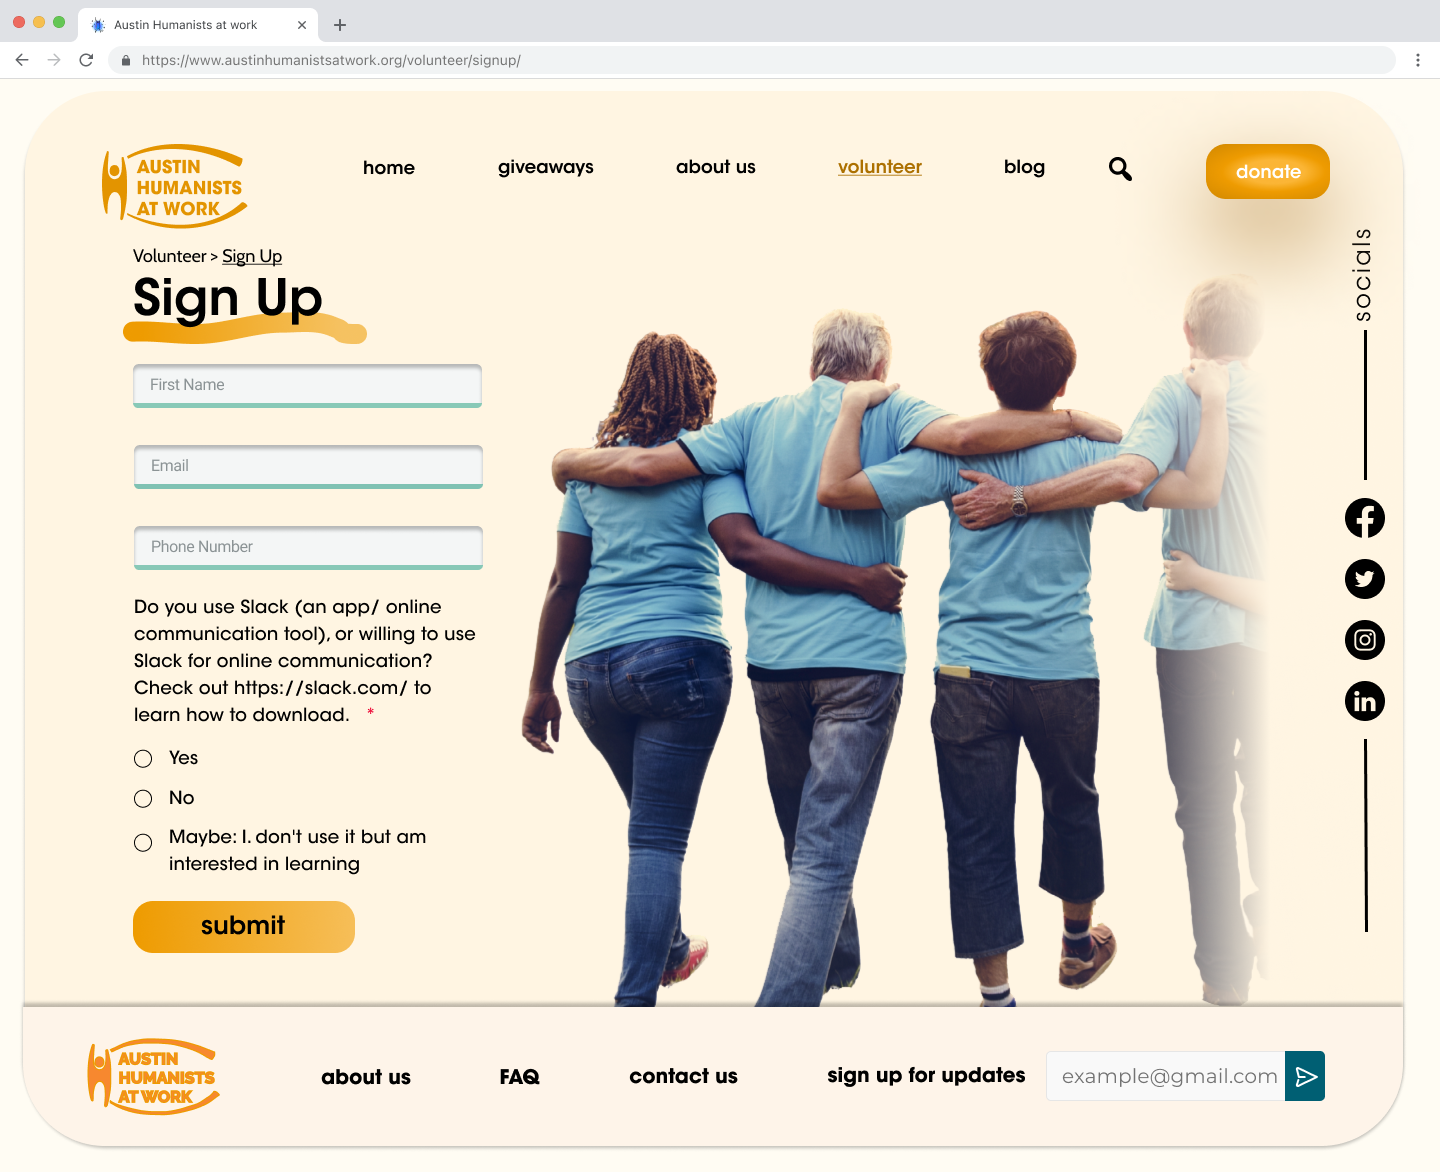 Austin Humanists at work
https://www.austinhumanistsatwork.org/volunteer/signup/
AUSTIN
HUMANISTS
AT WORK
home
giveaways
about us
volunteer
blog
donate
socials
Volunteer > Sign Up
Sign Up
First Name
Email
Phone Number
Do you use Slack (an app/ online
communication tool), or willing to use
Slack for online communication?
Check out https://slack.com/ to
learn how to download. *
Yes
No
Maybe: I. don't use it but am
interested in learning
submit
AUSTIN
HUMANISTS
AT WORK
about us
FAQ
contact us
sign up for updates
example@gmail.com